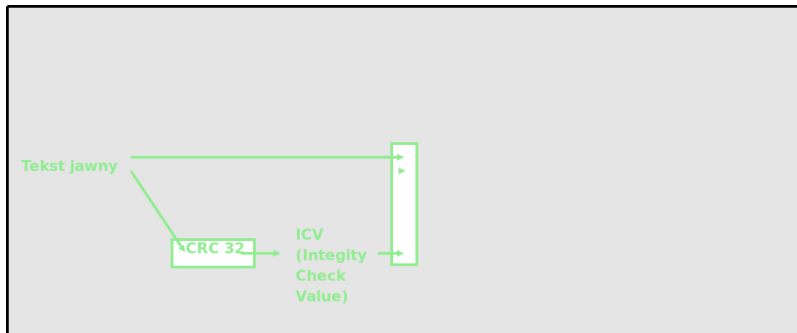 Tekst jawny
CRC 32
ICV
(Integity
Check
Value)